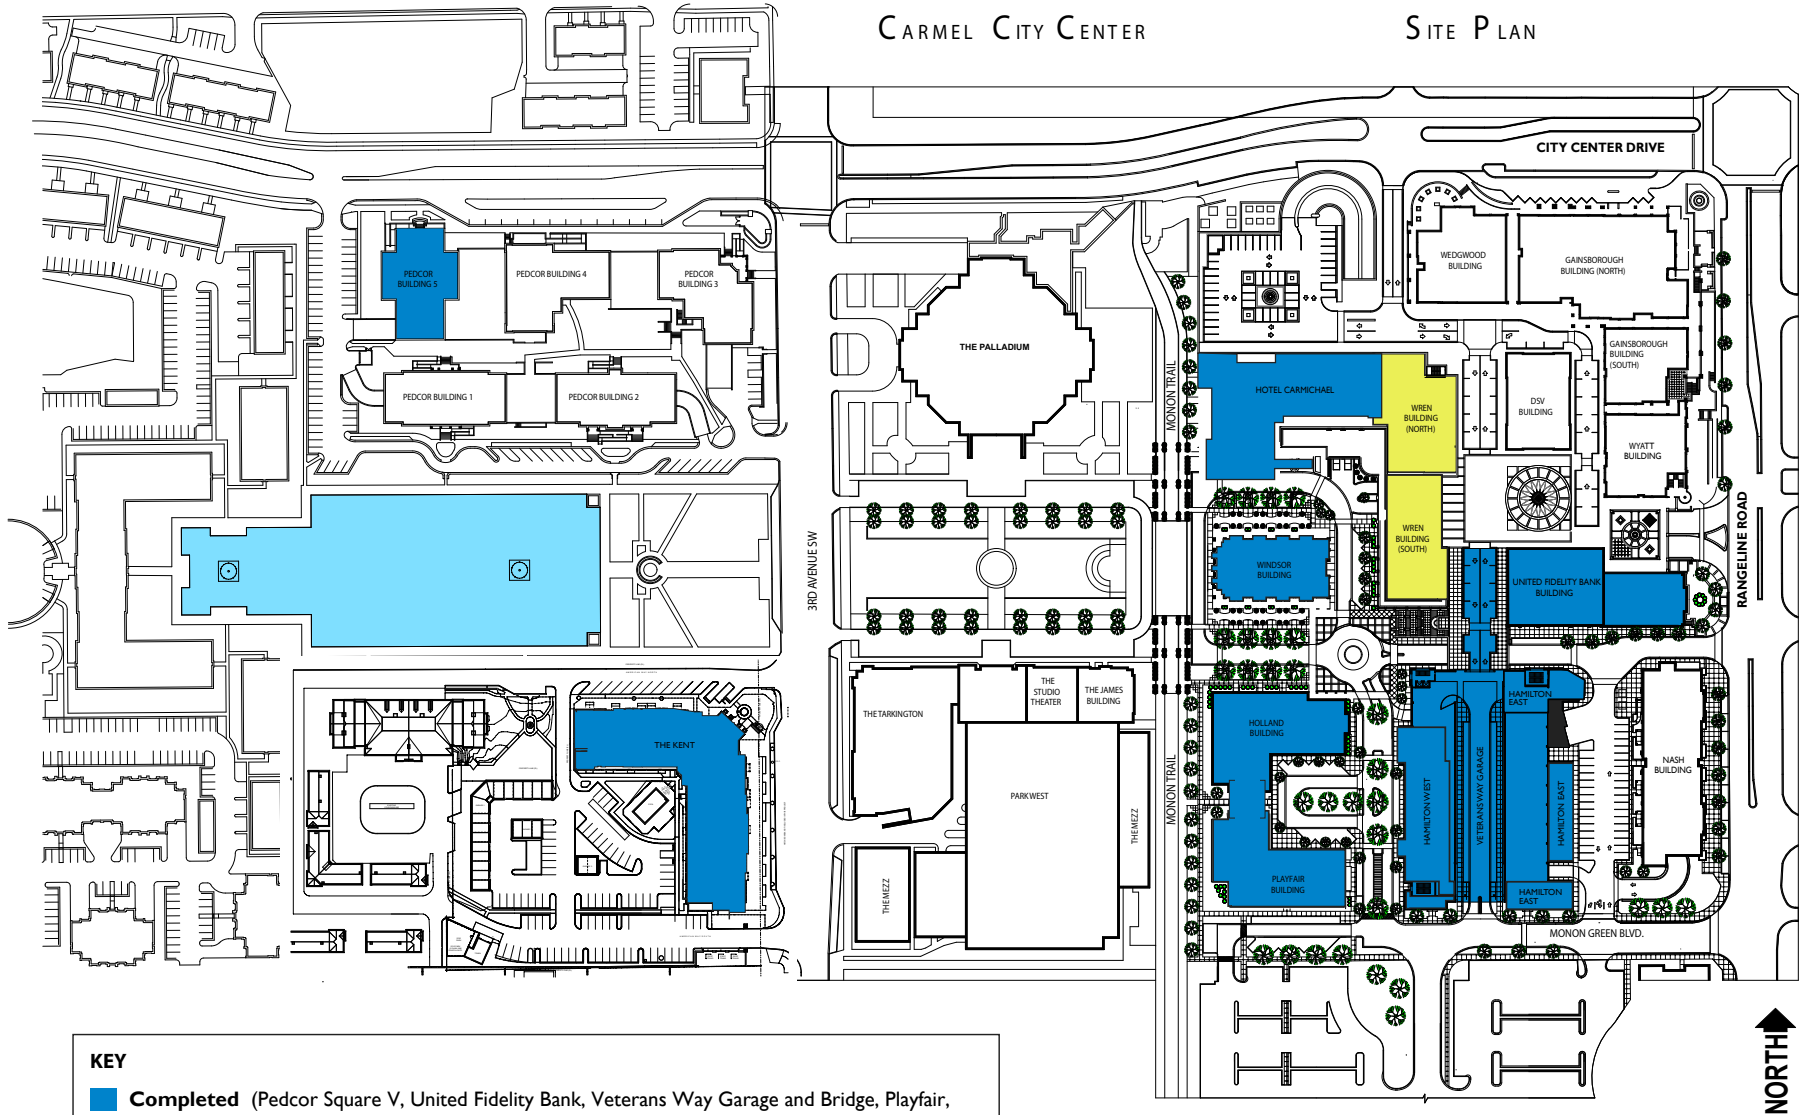 CARMEL CITY CENTER SITE PLAN
CITY CENTER DRIVE
PEDCOR
BUILDING 5
PEDCOR BUILDING 4
PEDCOR
BUILDING 3
PEDCOR BUILDING 1
PEDCOR BUILDING 2
THE PALLADIUM
MONON TRAIL
WEDGWOOD
BUILDING
GAINSBOROUGH
BUILDING (NORTH)
GAINSBOROUGH
BUILDING
(SOUTH)
HOTEL CARMICHAEL
WREN
BUILDING
(NORTH)
DSV
BUILDING
WYATT
BUILDING
RANGELINE ROAD
3RD AVENUE SW
WREN
BUILDING
(SOUTH)
WINDSOR
BUILDING
UNITED FIDELITY BANK
BUILDING
THE TARKINGTON
THE
STUDIO
THEATER
THE JAMES
BUILDING
HAMILTON
EAST
HOLLAND
BUILDING
THE KENT
NASH
BUILDING
PARKWEST
THE MEZZ
MONON TRAIL
HAMILTON WEST
VETERANS WAY GARAGE
HAMILTON EAST
THE MEZZ
PLAYFAIR
BUILDING
HAMILTON
EAST
MONON GREEN BLVD.
NORTH
KEY
Completed (Pedcor Square V, United Fidelity Bank, Veterans Way Garage and Bridge, Playfair,